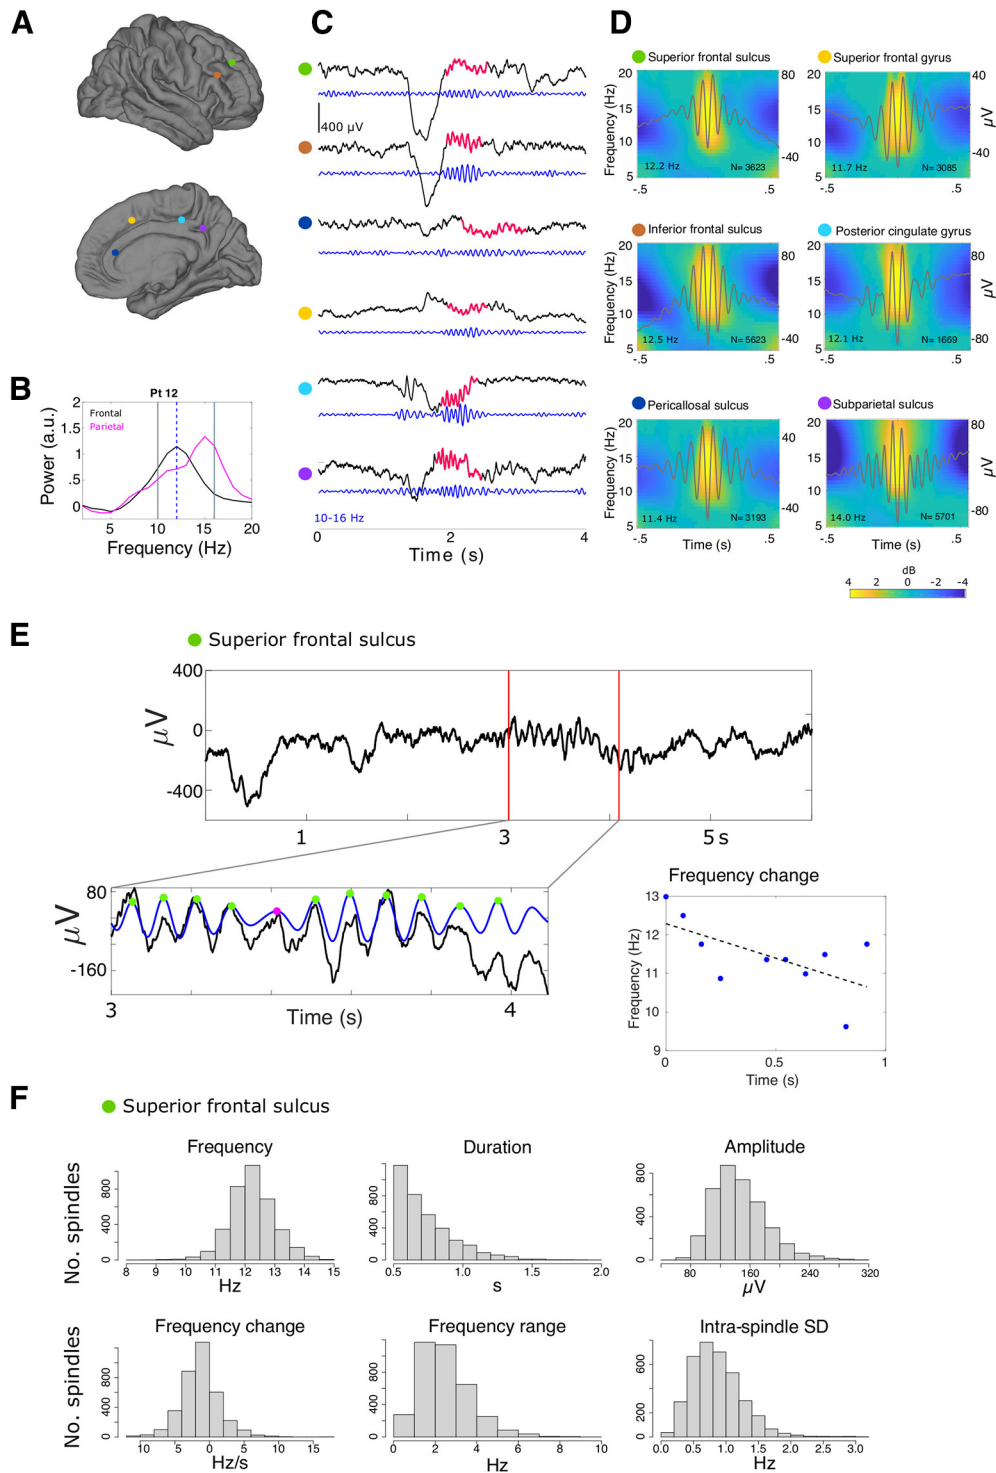 A
B
Pt 12
Frontal
Parietal
Power (a.u.)
2
1.5
1
.5
0
5
10
15
20
Frequency (Hz)
C
400 µV
10-16 Hz
0
2
4
Time (s)
D
Superior frontal sulcus
Superior frontal gyrus
Frequency (Hz)
20
15
10
5
12.2 Hz
N= 3623
80
-40
-.5
.5
20
15
10
5
11.7 Hz
N= 3085
40
-40
µV
-.5
.5
Inferior frontal sulcus
Posterior cingulate gyrus
Frequency (Hz)
20
15
10
5
12.5 Hz
N= 5623
80
-40
-.5
.5
20
15
10
5
12.1 Hz
N= 1669
80
-80
µV
-.5
.5
Pericallosal sulcus
Subparietal sulcus
Frequency (Hz)
20
15
10
5
11.4 Hz
N= 3193
40
-40
-.5
.5
Time (s)
20
15
10
5
14.0 Hz
N= 5701
80
-80
µV
-.5
.5
Time (s)
dB
4 2 0 -2 -4
E
Superior frontal sulcus
µV
400
0
-400
1
3
5 s
µV
80
-160
3
4
Time (s)
Frequency change
Frequency (Hz)
13
12
11
10
9
0
0.5
1
Time (s)
F
Superior frontal sulcus
Frequency
No. spindles
800
400
0
8 9 10 11 12 13 14 15
Hz
Duration
800
400
0
0.5 1.0 1.5 2.0
s
Amplitude
800
400
0
80 160 240 320
µV
Frequency change
No. spindles
800
400
0
10 5 0 5 10 15
Hz/s
Frequency range
800
400
0
0 2 4 6 8 10
Hz
Intra-spindle SD
600
200
0
0.0 0.5 1.0 1.5 2.0 2.5 3.0
Hz